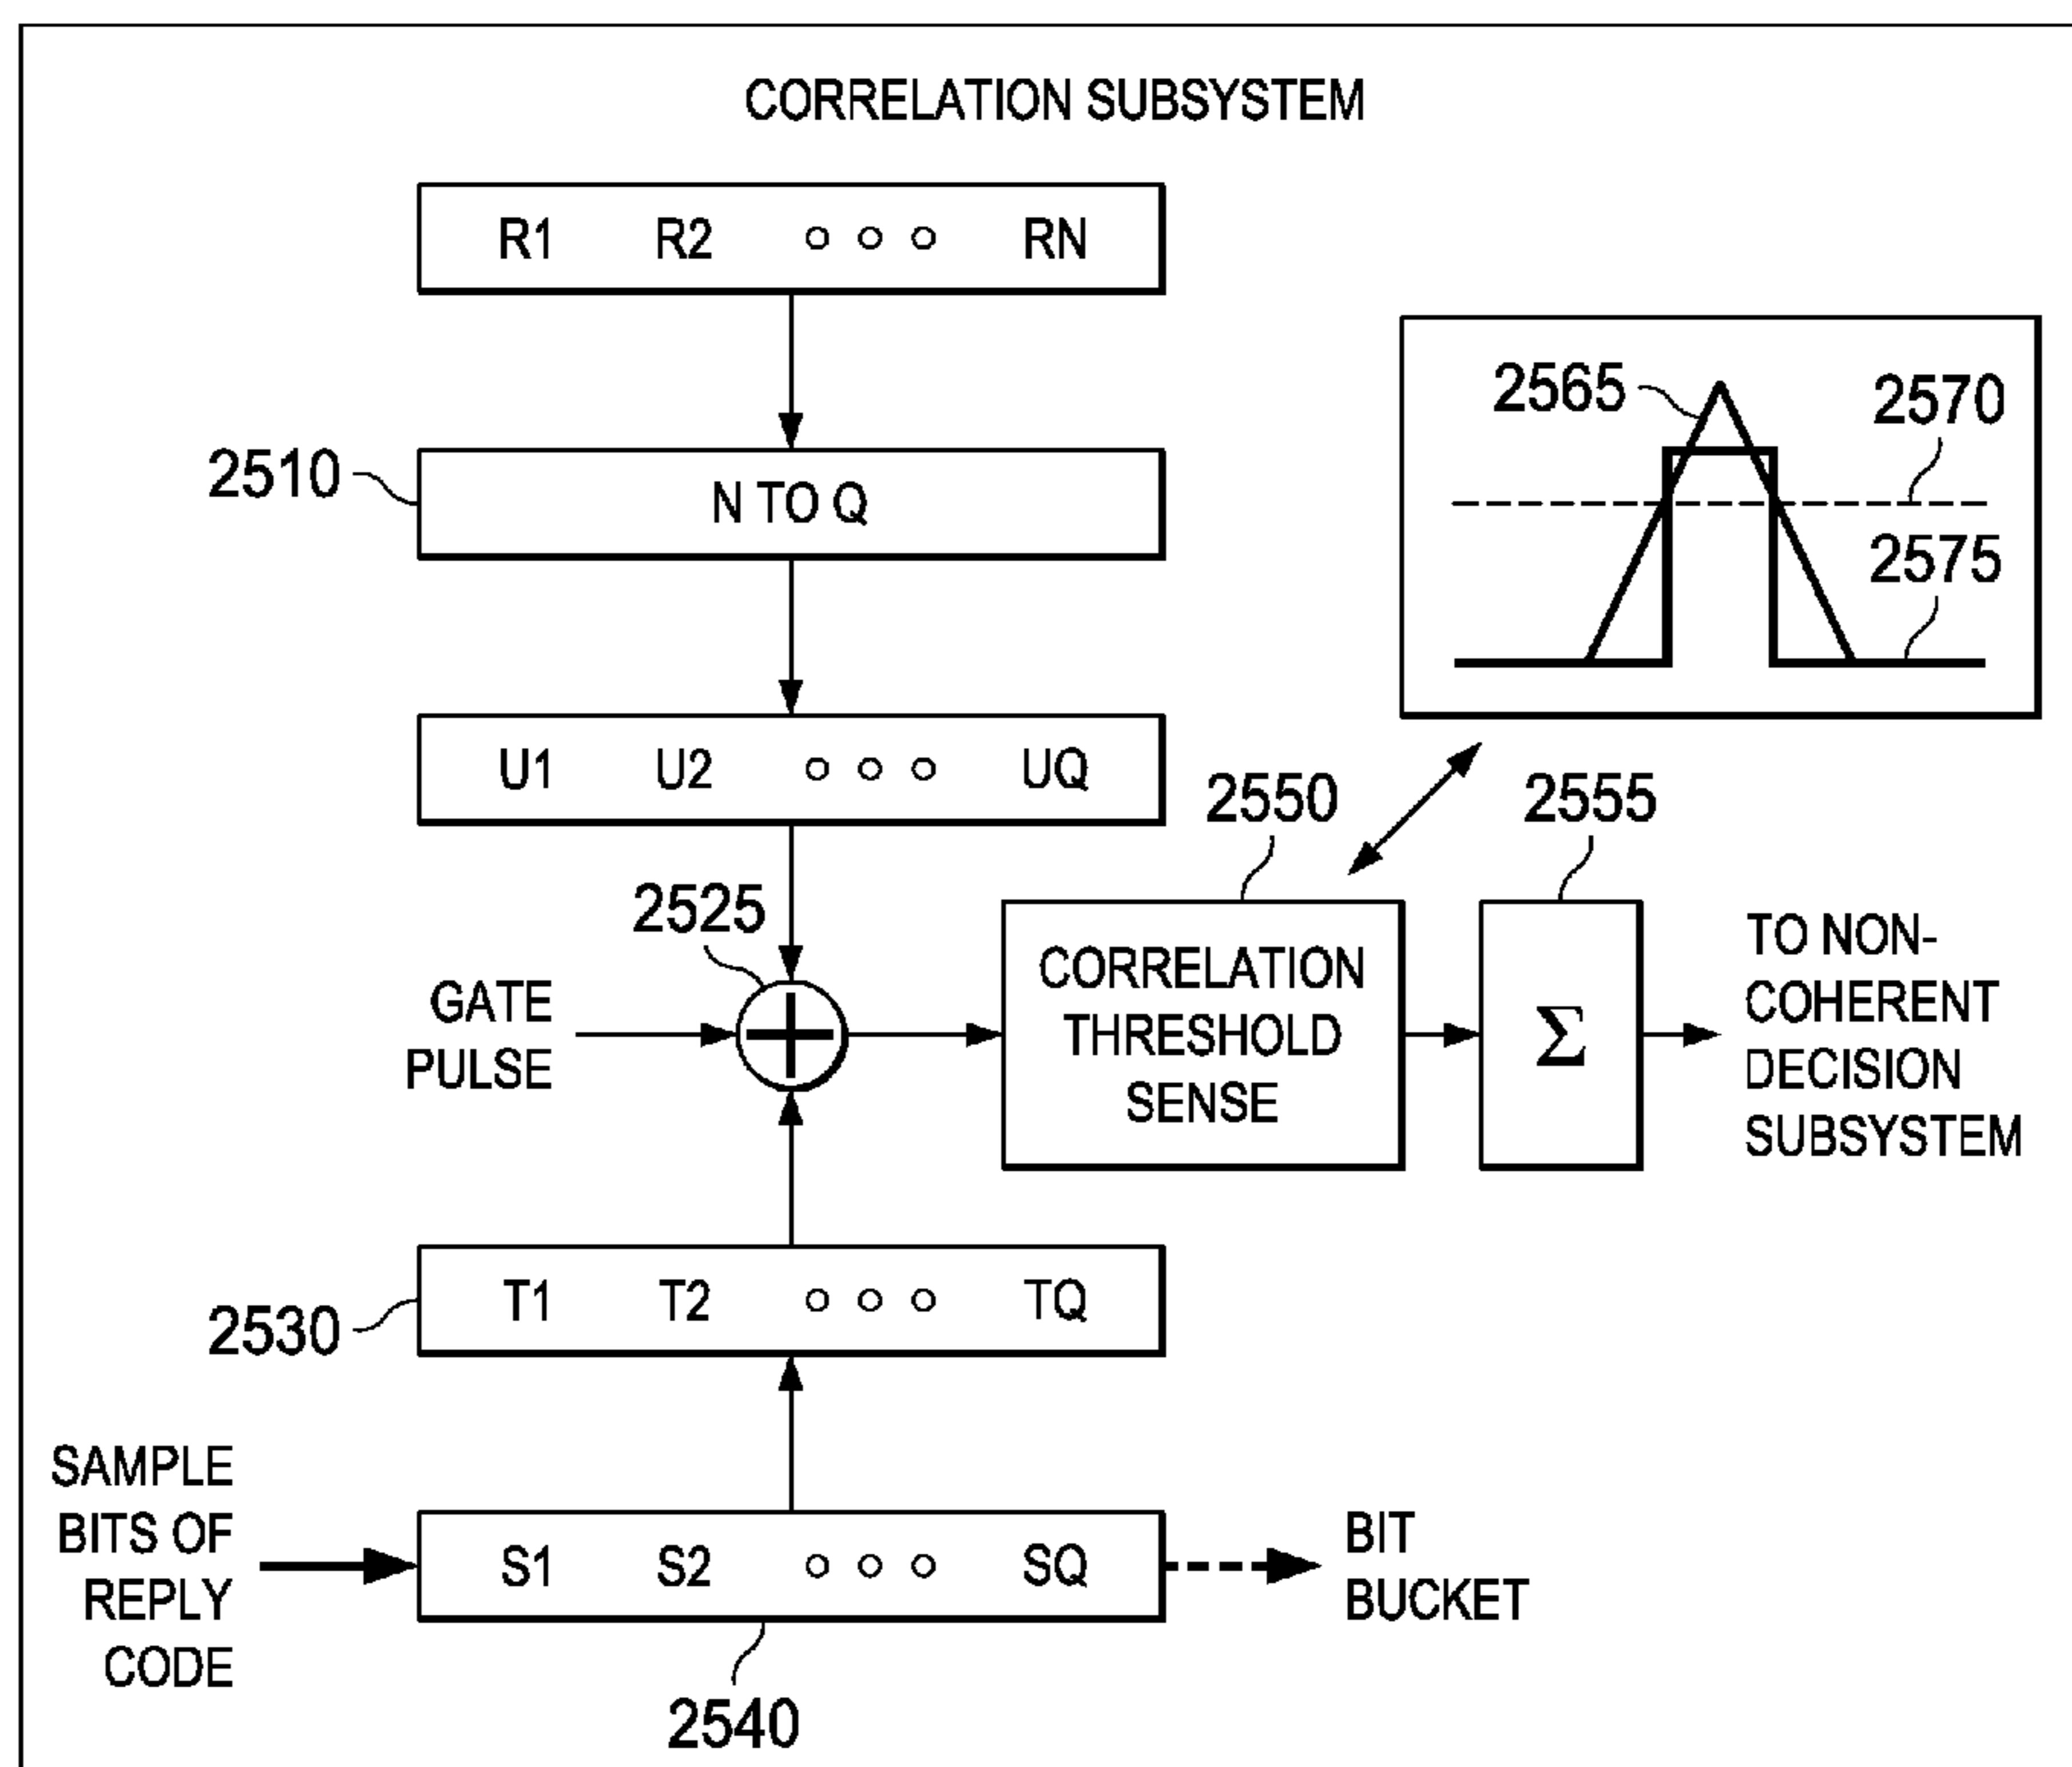 CORRELATION SUBSYSTEM
R1 R2 ○ ○ ○ RN
2510
N TO Q
2565
2570
2575
U1 U2 ○ ○ ○ UQ
2550
2555
2525
GATE
PULSE
CORRELATION
THRESHOLD
SENSE
Σ
TO NON-
COHERENT
DECISION
SUBSYSTEM
2530
T1 T2 ○ ○ ○ TQ
SAMPLE
BITS OF
REPLY
CODE
S1 S2 ○ ○ ○ SQ
BIT
BUCKET
2540